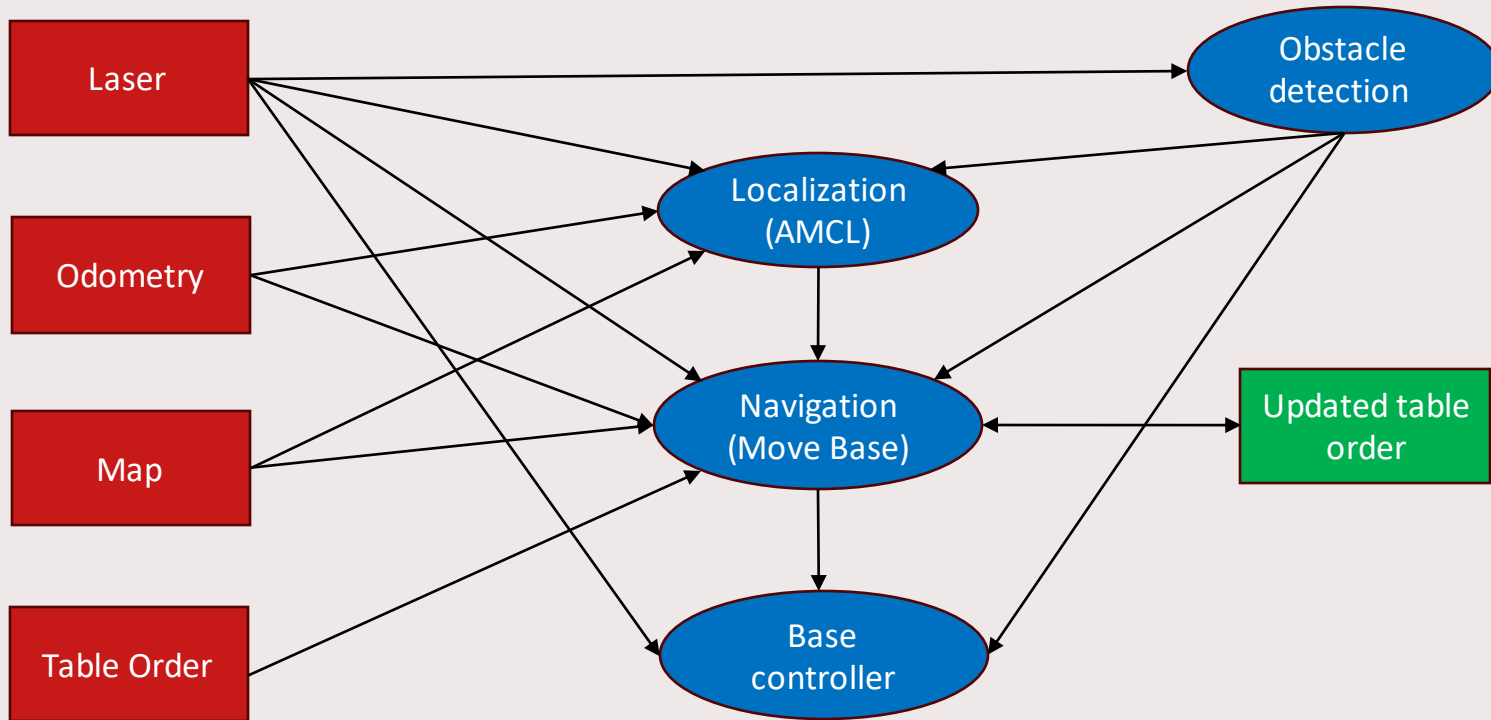 Laser
Obstacle
detection
Localization
(AMCL)
Odometry
Navigation
(Move Base)
Updated table
order
Map
Base
controller
Table Order